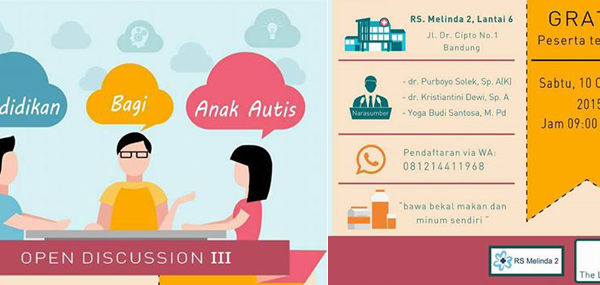 didikan
Bagi
Anak Autis
OPEN DISCUSSION III
RS. Melinda 2, Lantai 6
Jl. Dr. Cipto No.1
Bandung
Narasumber
- dr. Purboyo Solek, Sp. A(K)
- dr. Kristiantini Dewi, Sp. A
- Yoga Budi Santosa, M. Pd
Pendaftaran via WA:
081214411968
"bawa bekal makan dan
minum sendiri "
GRAT
Peserta te
Sabtu, 10 O
2015
Jam 09:00
RS Melinda 2
The L